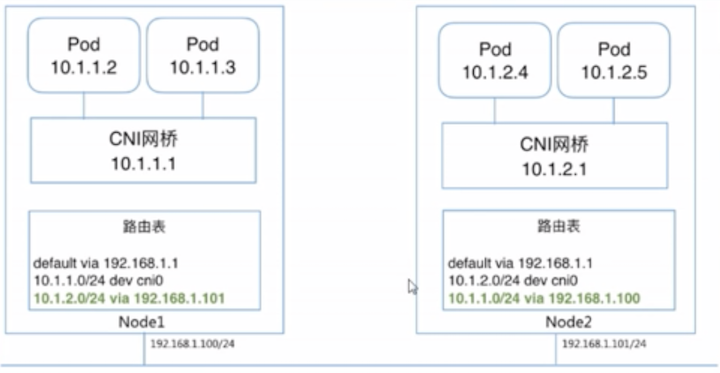 Pod
10.1.1.2
Pod
10.1.1.3
CNI网桥
10.1.1.1
路由表
default via 192.168.1.1
10.1.1.0/24 dev cni0
10.1.2.0/24 via 192.168.1.101
Node1
192.168.1.100/24
Pod
10.1.2.4
Pod
10.1.2.5
CNI网桥
10.1.2.1
路由表
default via 192.168.1.1
10.1.2.0/24 dev cni0
10.1.1.0/24 via 192.168.1.100
Node2
192.168.1.101/24